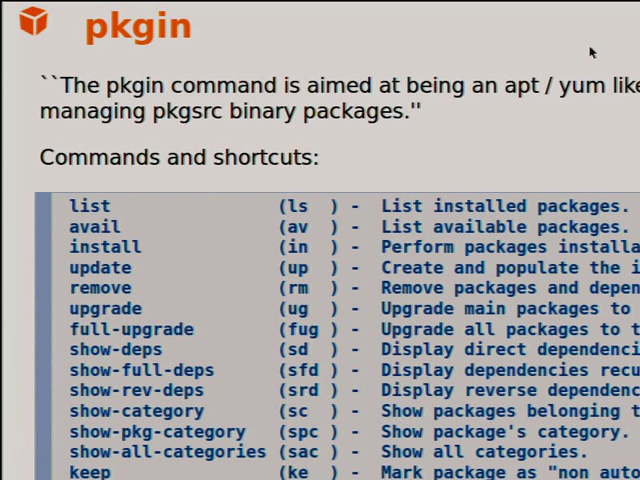 pkgin
``The pkgin command is aimed at being an apt / yum like
managing pkgsrc binary packages.''
Commands and shortcuts:
list (ls ) - List installed packages.
avail (av ) - List available packages.
install (in ) - Perform packages installa
update (up ) - Create and populate the i
remove (rm ) - Remove packages and depen
upgrade (ug ) - Upgrade main packages to
full-upgrade (fug ) - Upgrade all packages to t
show-deps (sd ) - Display direct dependenci
show-full-deps (sfd ) - Display dependencies recu
show-rev-deps (srd ) - Display reverse dependenc
show-category (sc ) - Show packages belonging t
show-pkg-category (spc ) - Show package's category.
show-all-categories (sac ) - Show all categories.
keep (ke ) - Mark package as "non auto